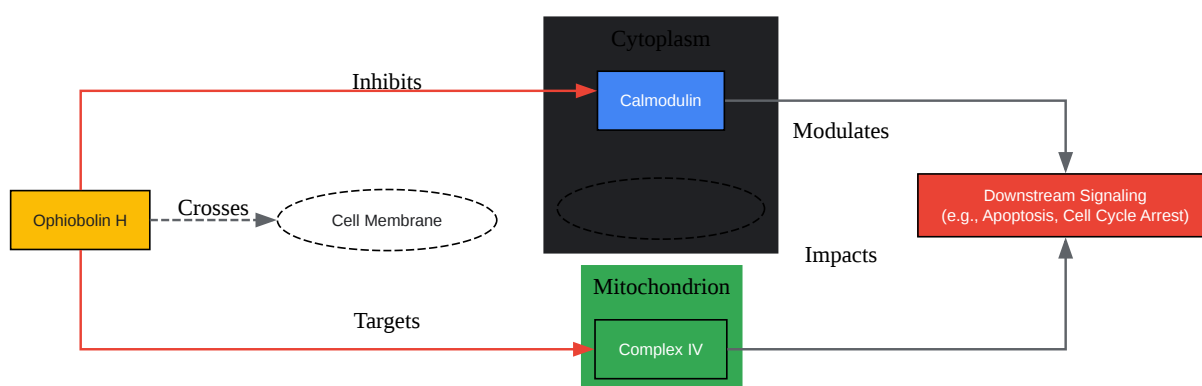 Cytoplasm
Inhibits
Calmodulin
Modulates
Ophiobolin H
Crosses
Cell Membrane
Downstream Signaling
(e.g., Apoptosis, Cell Cycle Arrest)
Impacts
Mitochondrion
Targets
Complex IV